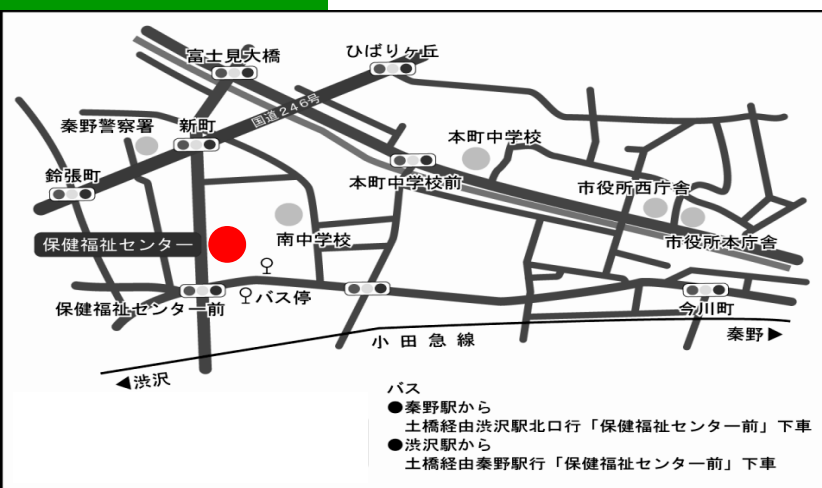 富士見大橋
ひばりヶ丘
国道246号
秦野警察署
新町
本町中学校
鈴張町
本町中学校前
市役所西庁舎
保健福祉センター
南中学校
市役所本庁舎
保健福祉センター前
バス停
今川町
小田急線
秦野▶
◀渋沢
バス
●秦野駅から
土橋経由渋沢駅北口行「保健福祉センター前」下車
●渋沢駅から
土橋経由秦野駅行「保健福祉センター前」下車